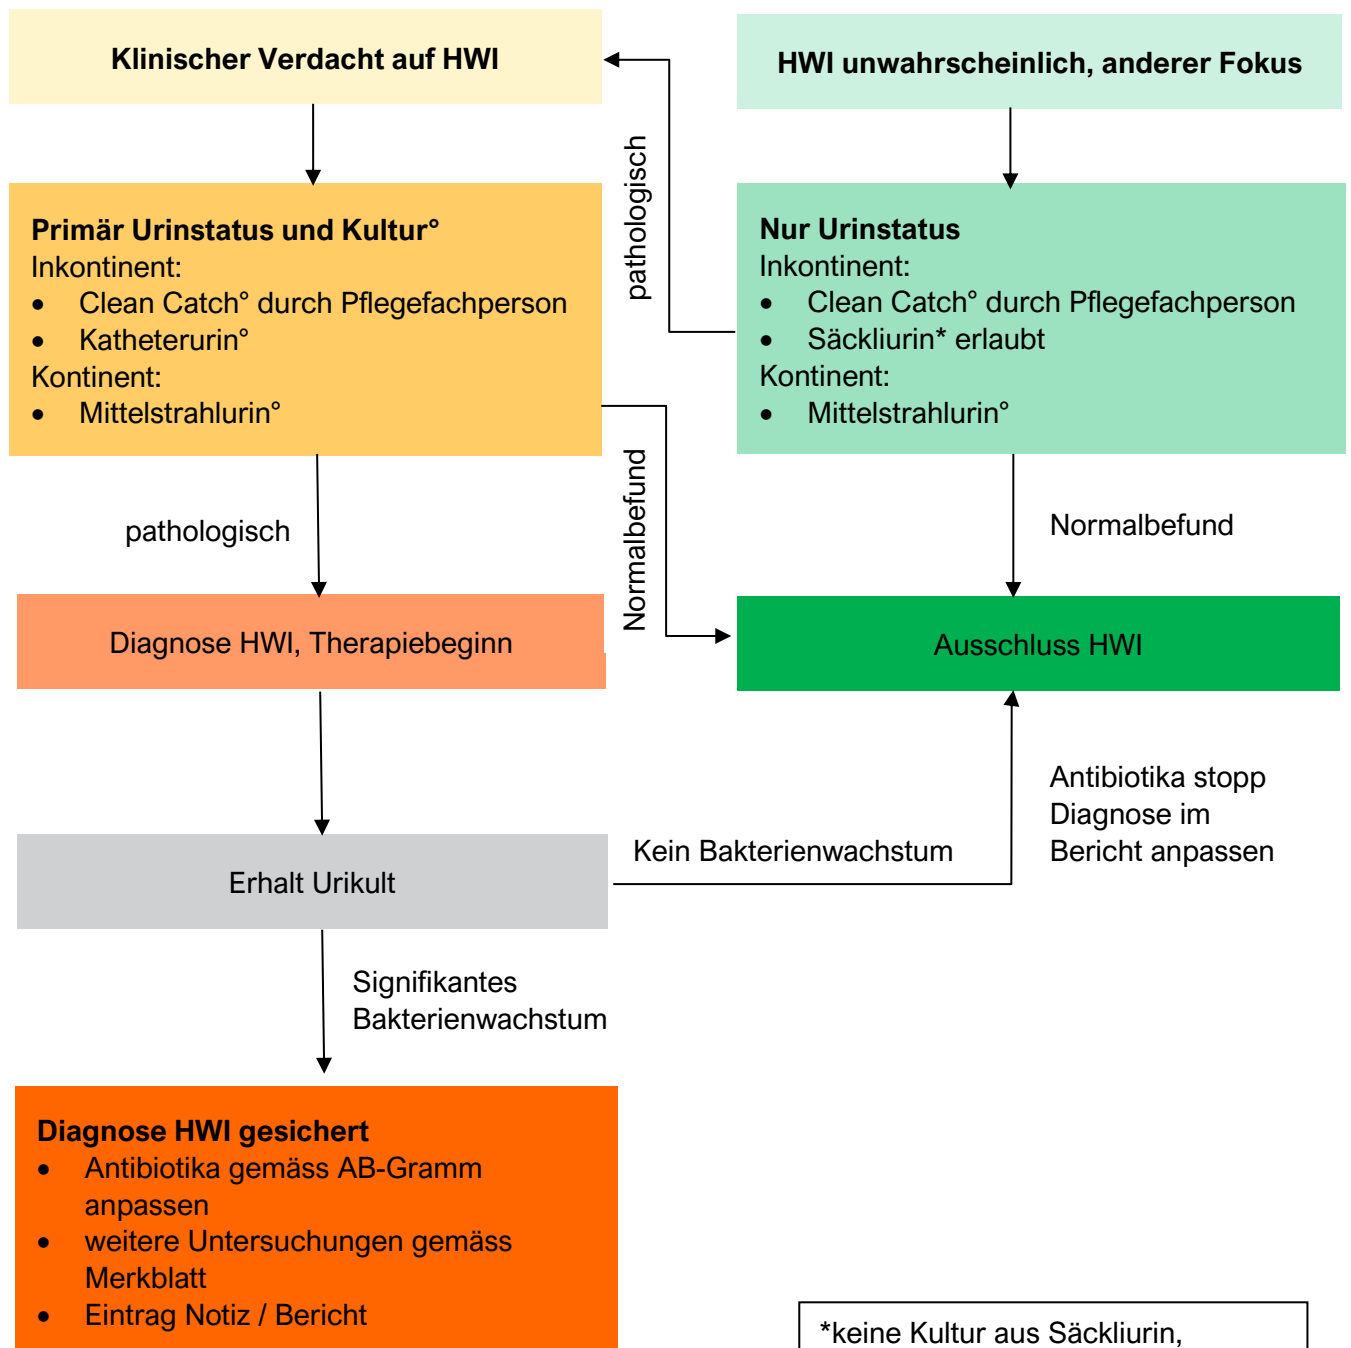 Klinischer Verdacht auf HWI
HWI unwahrscheinlich, anderer Fokus
pathologisch
Primär Urinstatus und Kultur°
Inkontinent:
• Clean Catch° durch Pflegefachperson
• Katheterurin°
Kontinent:
• Mittelstrahlurin°
Nur Urinstatus
Inkontinent:
• Clean Catch° durch Pflegefachperson
• Säckliurin* erlaubt
Kontinent:
• Mittelstrahlurin°
pathologisch
Normalbefund
Normalbefund
Diagnose HWI, Therapiebeginn
Ausschluss HWI
Antibiotika stopp
Diagnose im
Bericht anpassen
Kein Bakterienwachstum
Erhalt Urikult
Signifikantes
Bakterienwachstum
Diagnose HWI gesichert
• Antibiotika gemäss AB-Gramm
anpassen
• weitere Untersuchungen gemäss
Merkblatt
• Eintrag Notiz / Bericht
*keine Kultur aus Säckliurin,